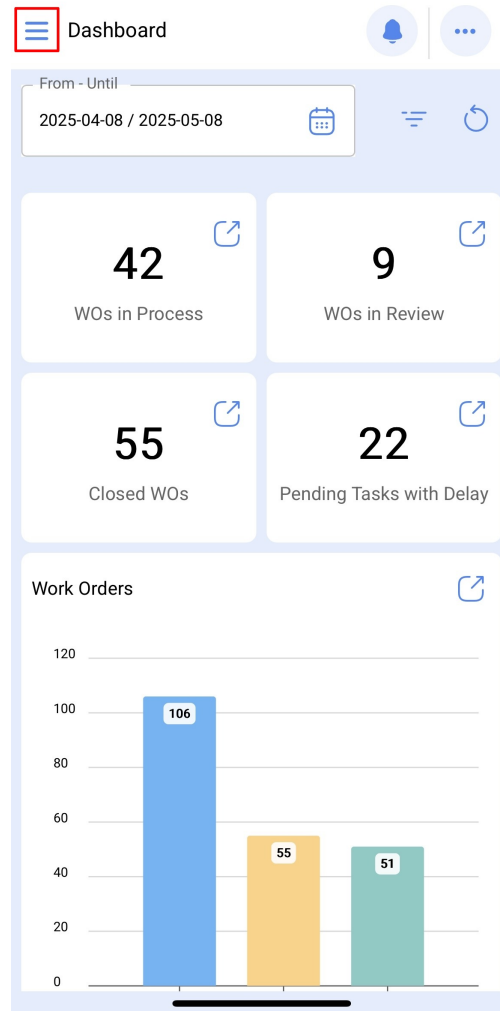 Dashboard
From - Until
2025-04-08 / 2025-05-08
42
WOs in Process
9
WOs in Review
55
Closed WOs
22
Pending Tasks with Delay
Work Orders
120
100
80
60
40
20
0
106
55
51